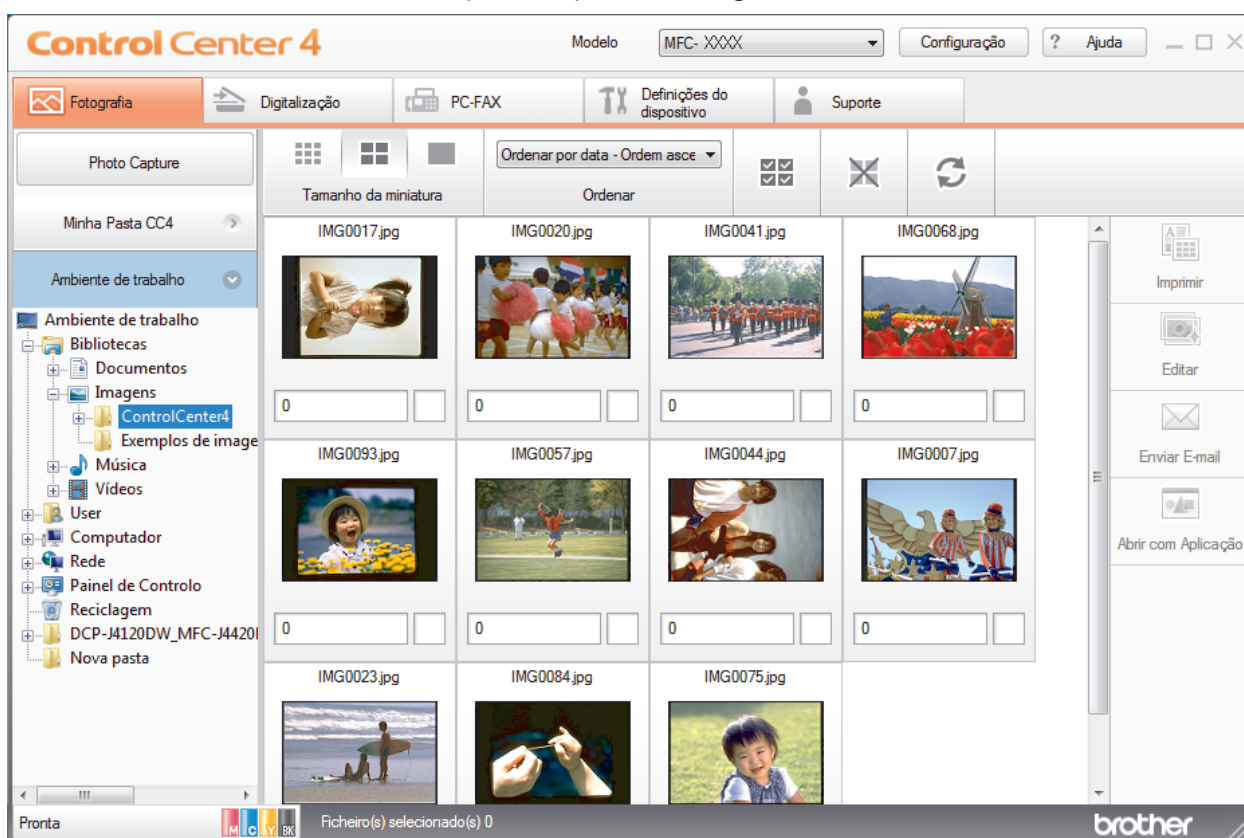 Control Center 4
Modelo
MFC- XXXX
Configuração
? Ajuda
Fotografia
Digitalização
PC-FAX
Definições do
dispositivo
Suporte
Photo Capture
Minha Pasta CC4
Ambiente de trabalho
Tamanho da miniatura
Ordenar por data - Ordem asce
Ordenar
Ambiente de trabalho
Bibliotecas
Documentos
Imagens
ControlCenter4
Exemplos de image
Música
Vídeos
User
Computador
Rede
Painel de Controlo
Reciclagem
DCP-J4120DW_MFC-J4420
Nova pasta
IMG0017.jpg
IMG0020.jpg
IMG0041.jpg
IMG0068.jpg
0
0
0
0
IMG0093.jpg
IMG0057.jpg
IMG0044.jpg
IMG0007.jpg
0
0
0
0
IMG0023.jpg
IMG0084.jpg
IMG0075.jpg
Imprimir
Editar
Enviar E-mail
Abrir com Aplicação
Pronta
M C Y BK
Ficheiro(s) selecionado(s) 0
brother